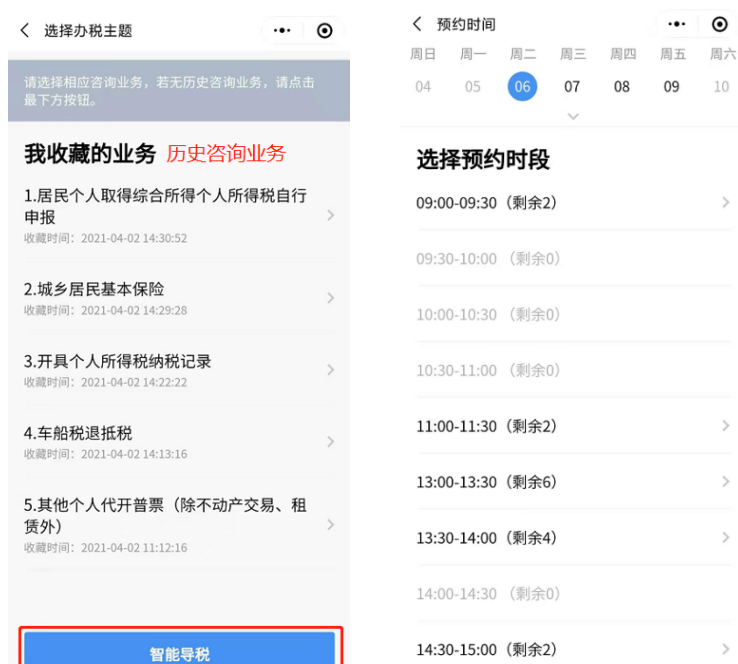 选择办税主题
请选择相应咨询业务，若无历史咨询业务，请点击
最下方按钮。
我收藏的业务 历史咨询业务
1.居民个人取得综合所得个人所得税自行
申报
收藏时间：2021-04-02 14:30:52
2.城乡居民基本保险
收藏时间：2021-04-02 14:29:28
3.开具个人所得税纳税记录
收藏时间：2021-04-02 14:22:22
4.车船税退抵税
收藏时间：2021-04-02 14:13:16
5.其他个人代开普票（除不动产交易、租
赁外）
收藏时间：2021-04-02 11:12:16
智能导税
预约时间
周日 周一 周二 周三 周四 周五 周六
04 05 06 07 08 09 10
选择预约时段
09:00-09:30（剩余2）
09:30-10:00（剩余0）
10:00-10:30（剩余0）
10:30-11:00（剩余0）
11:00-11:30（剩余2）
13:00-13:30（剩余6）
13:30-14:00（剩余4）
14:00-14:30（剩余0）
14:30-15:00（剩余2）